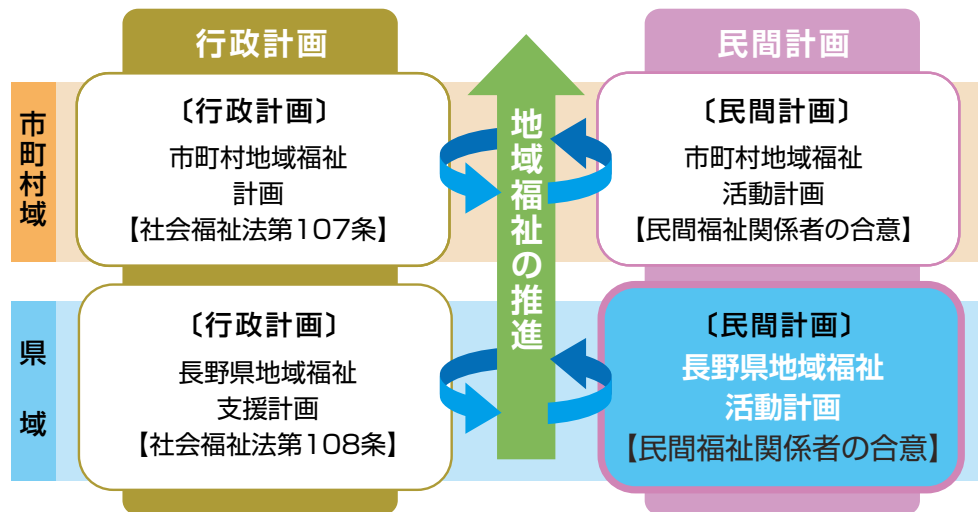 行政計画
民間計画
市町村域
〔行政計画〕
市町村地域福祉
計画
【社会福祉法第107条】
地域福祉の推進
〔民間計画〕
市町村地域福祉
活動計画
【民間福祉関係者の合意】
県域
〔行政計画〕
長野県地域福祉
支援計画
【社会福祉法第108条】
〔民間計画〕
長野県地域福祉
活動計画
【民間福祉関係者の合意】